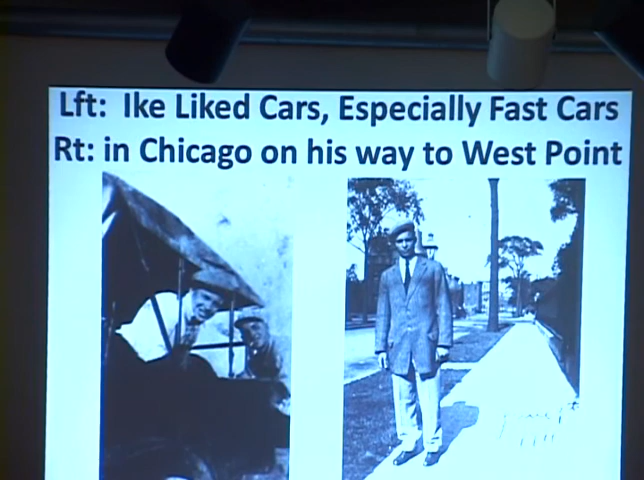 Lft:  Ike Liked Cars, Especially Fast Cars
Rt: in Chicago on his way to West Point